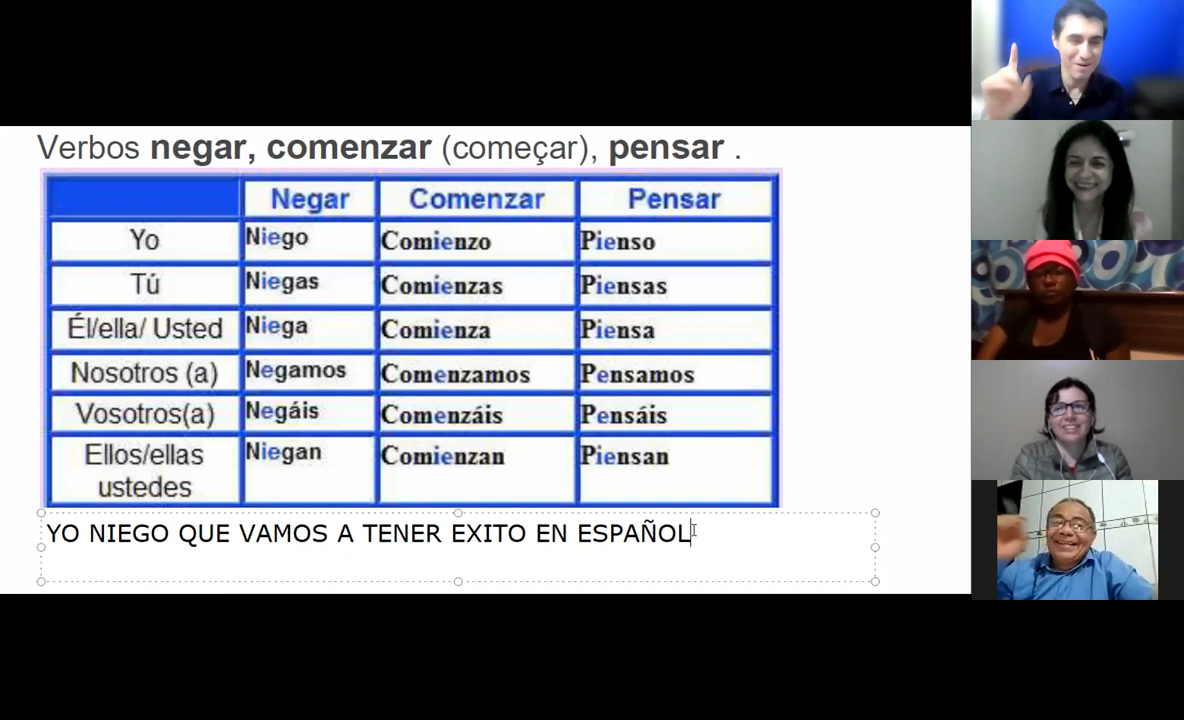 Verbos negar, comenzar (começar), pensar .
Negar Comenzar Pensar
Yo Niego Comienzo Pienso
Tú Niegas Comienzas Piensas
Él/ella/ Usted Niega Comienza Piensa
Nosotros (a) Negamos Comenzamos Pensamos
Vosotros(a) Negáis Comenzáis Pensáis
Ellos/ellas Niegan Comienzan Piensan
ustedes
YO NIEGO QUE VAMOS A TENER EXITO EN ESPAÑOL